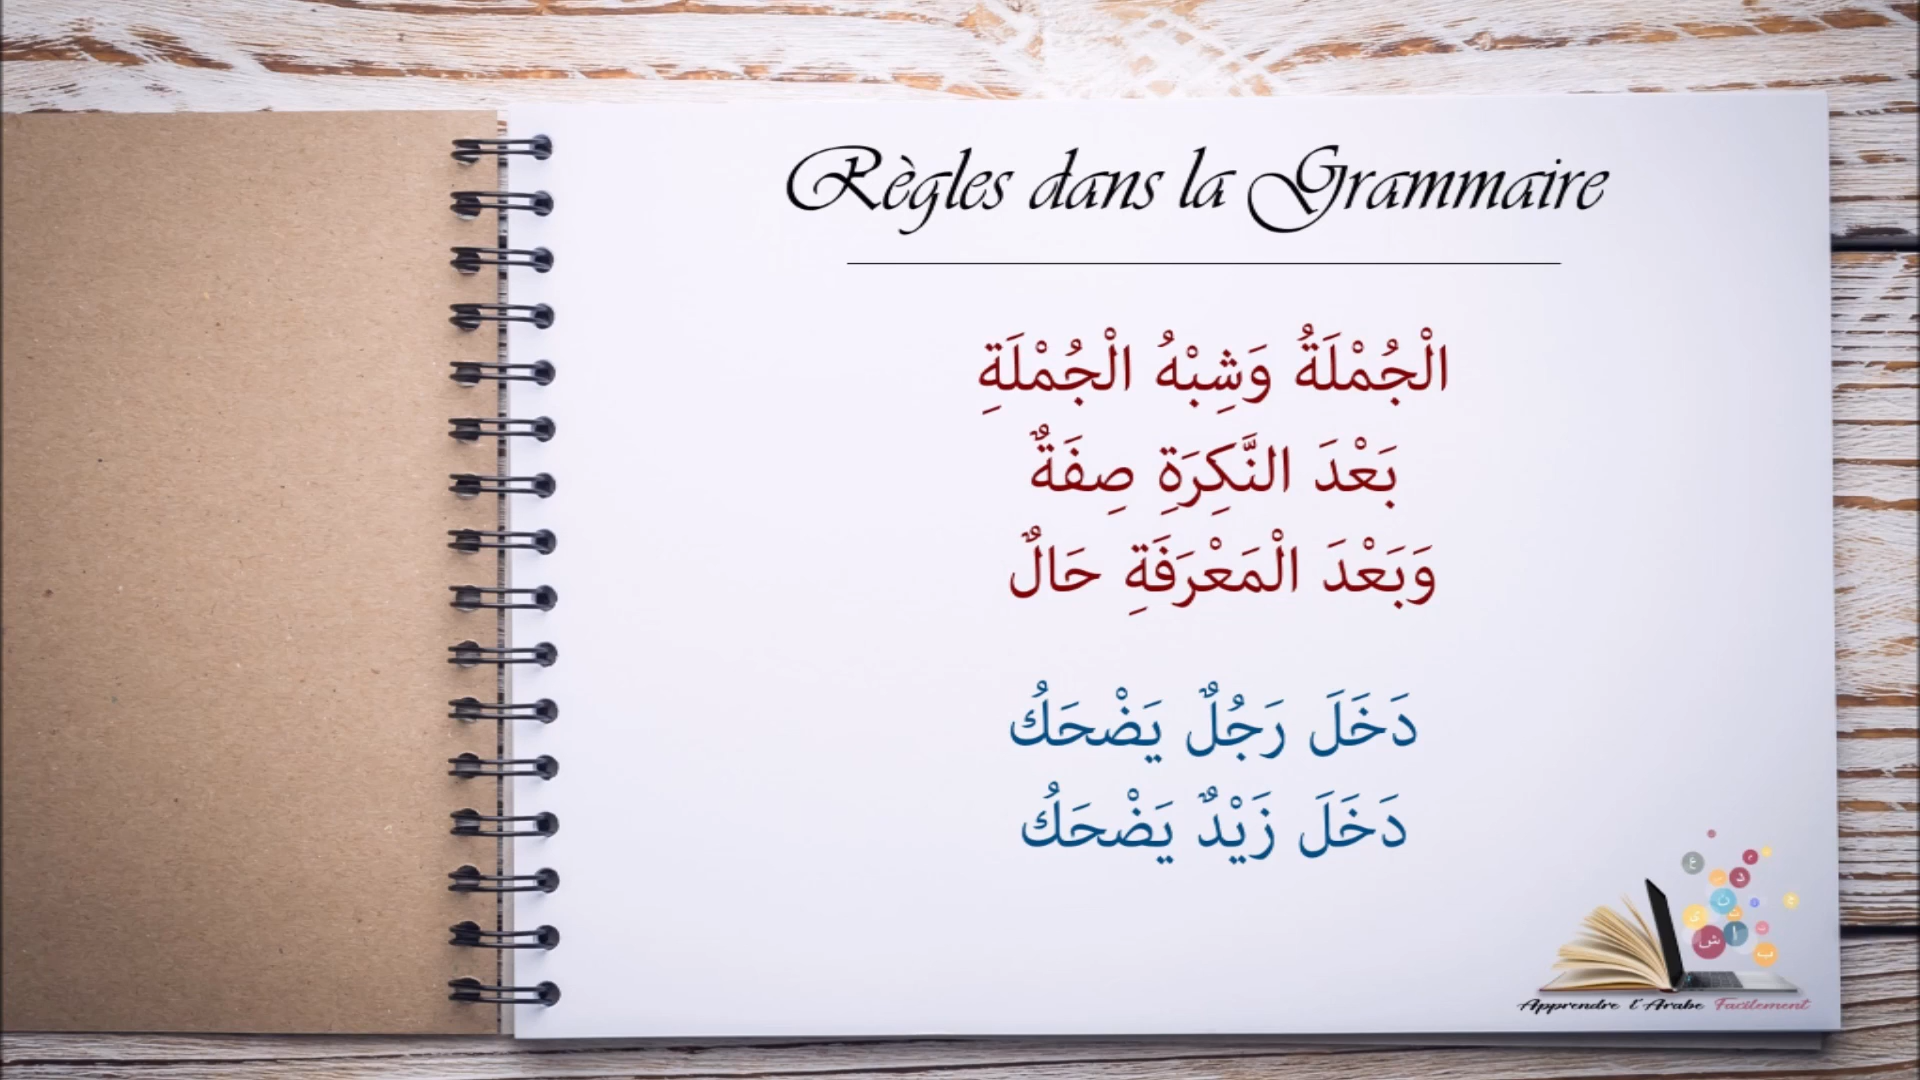 Règles dans la Grammaire
الْجُمْلَةُ وَشِبْهُ الْجُمْلَةِ
بَعْدَ النَّكِرَةِ صِفَةٌ
وَبَعْدَ الْمَعْرَفَةِ حَالٌ
دَخَلَ رَجُلٌ يَضْحَكُ
دَخَلَ زَيْدٌ يَضْحَكُ
Apprendre l'Arabe Facilement